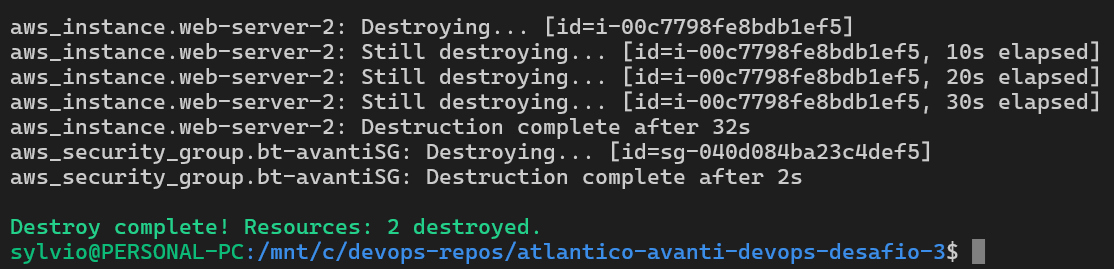 aws_instance.web-server-2: Destroying... [id=i-00c7798fe8bdb1ef5]
aws_instance.web-server-2: Still destroying... [id=i-00c7798fe8bdb1ef5, 10s elapsed]
aws_instance.web-server-2: Still destroying... [id=i-00c7798fe8bdb1ef5, 20s elapsed]
aws_instance.web-server-2: Still destroying... [id=i-00c7798fe8bdb1ef5, 30s elapsed]
aws_instance.web-server-2: Destruction complete after 32s
aws_security_group.bt-avantiSG: Destroying... [id=sg-040d084ba23c4def5]
aws_security_group.bt-avantiSG: Destruction complete after 2s
Destroy complete! Resources: 2 destroyed.
sylvio@PERSONAL-PC:/mnt/c/devops-repos/atlantico-avanti-devops-desafio-3$